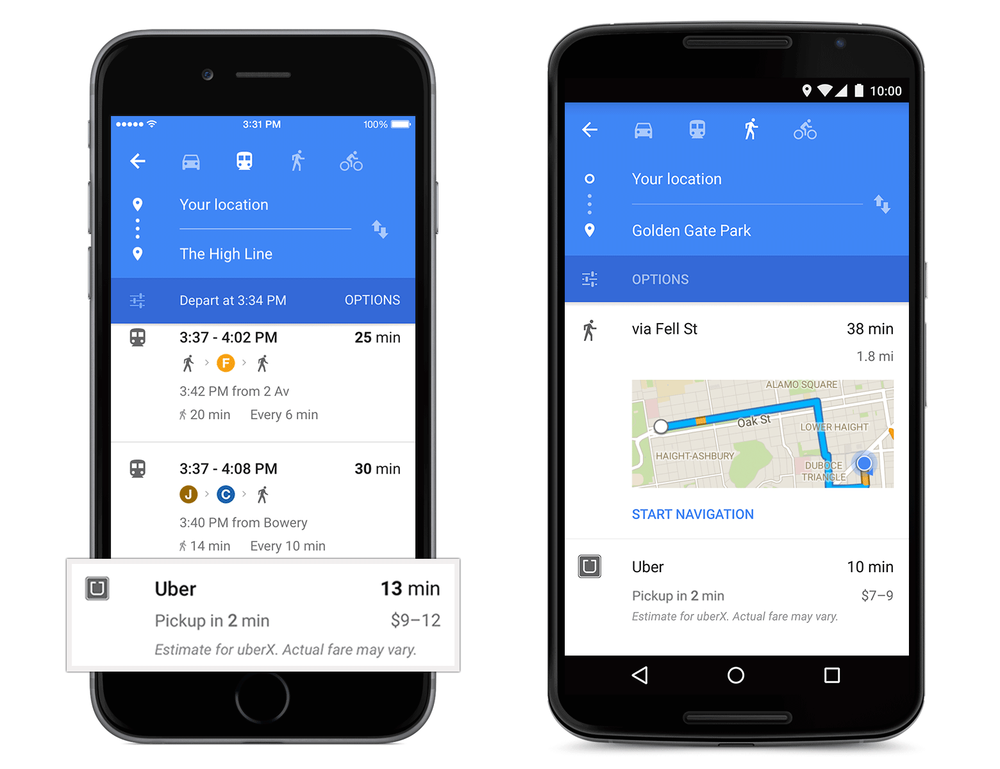 3:31 PM
100%
Your location
The High Line
Depart at 3:34 PM OPTIONS
3:37 - 4:02 PM 25 min
F
3:42 PM from 2 Av
20 min Every 6 min
3:37 - 4:08 PM 30 min
J C
3:40 PM from Bowery
14 min Every 10 min
Uber 13 min
Pickup in 2 min $9–12
Estimate for uberX. Actual fare may vary.
10:00
Your location
Golden Gate Park
OPTIONS
via Fell St 38 min
1.8 mi
ALAMO SQUARE
Oak St
LOWER HAIGHT
HAIGHT-ASHBURY
DUBOCE
TRIANGLE
START NAVIGATION
Uber 10 min
Pickup in 2 min $7–9
Estimate for uberX. Actual fare may vary.